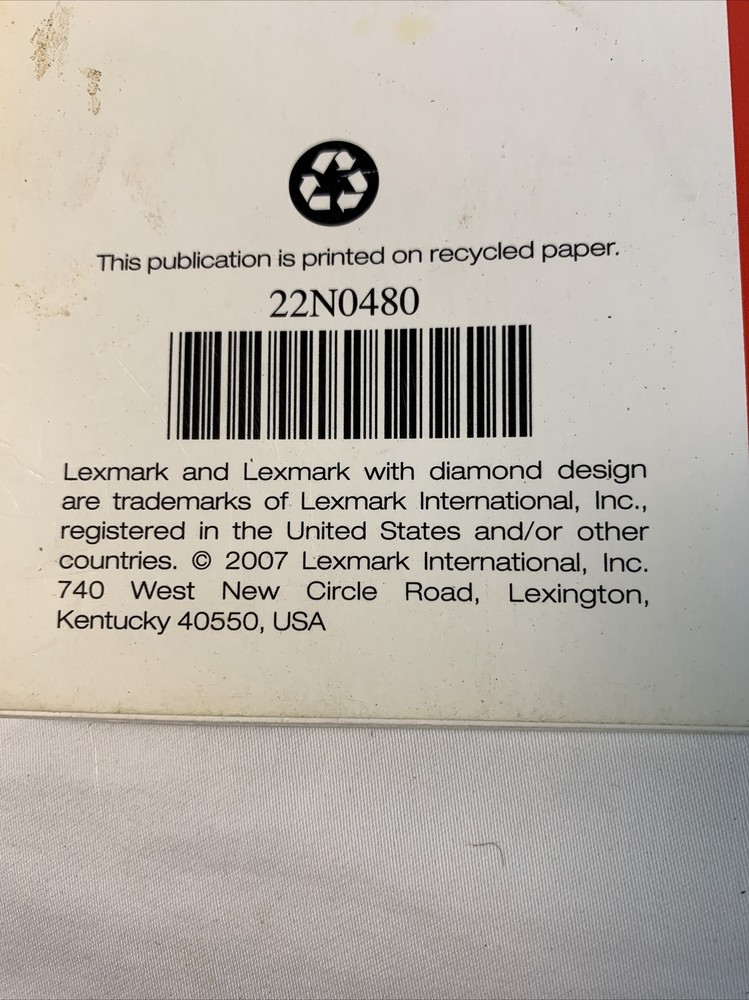 This publication is printed on recycled paper.
22N0480
Lexmark and Lexmark with diamond design
are trademarks of Lexmark International, Inc.,
registered in the United States and/or other
countries. © 2007 Lexmark International, Inc.
740 West New Circle Road, Lexington,
Kentucky 40550, USA